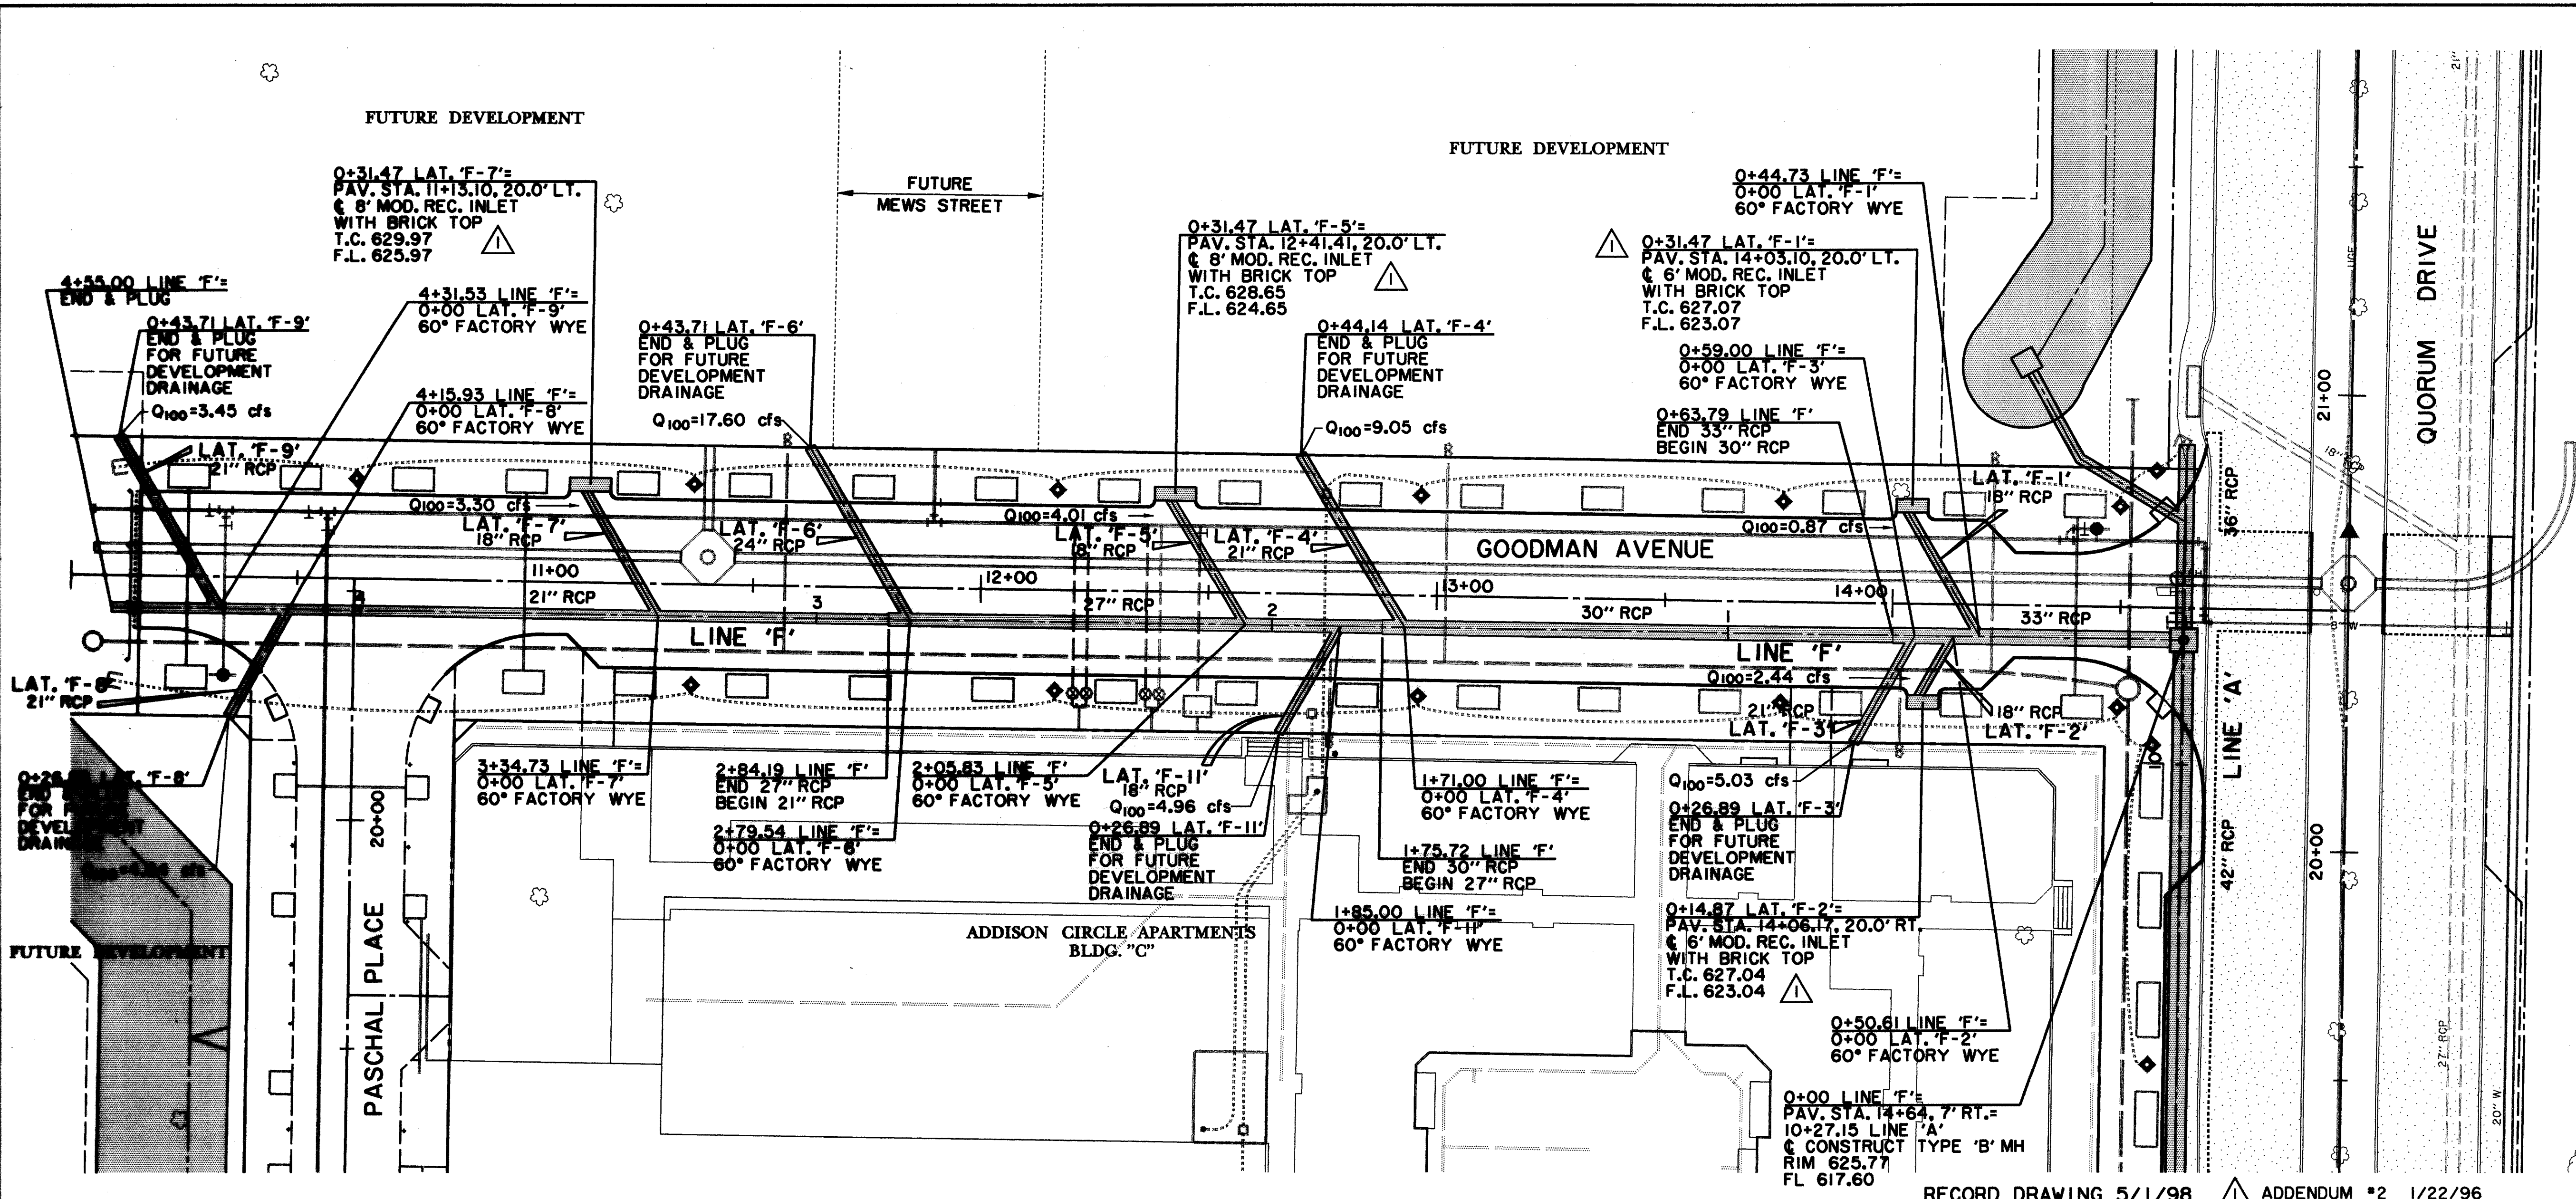 FUTURE DEVELOPMENT
0+31.47 LAT. 'F-7'=
PAV. STA. 11+13.10, 20.0' LT.
℄ 8' MOD. REC. INLET
WITH BRICK TOP
T.C. 629.97
F.L. 625.97
1
FUTURE
MEWS STREET
FUTURE DEVELOPMENT
0+31.47 LAT. 'F-5'=
PAV. STA. 12+41.41, 20.0' LT.
℄ 8' MOD. REC. INLET
WITH BRICK TOP
T.C. 628.65
F.L. 624.65
1
0+44.73 LINE 'F'=
0+00 LAT. 'F-1'
60° FACTORY WYE
1
0+31.47 LAT. 'F-1'=
PAV. STA. 14+03.10, 20.0' LT.
℄ 6' MOD. REC. INLET
WITH BRICK TOP
T.C. 627.07
F.L. 623.07
4+55.00 LINE 'F'=
END & PLUG
0+43.71 LAT. 'F-9'
END & PLUG
FOR FUTURE
DEVELOPMENT
DRAINAGE
Q100=3.45 cfs
4+31.53 LINE 'F'=
0+00 LAT. 'F-9'
60° FACTORY WYE
4+15.93 LINE 'F'=
0+00 LAT. 'F-8'
60° FACTORY WYE
0+43.71 LAT. 'F-6'
END & PLUG
FOR FUTURE
DEVELOPMENT
DRAINAGE
Q100=17.60 cfs
0+44.14 LAT. 'F-4'
END & PLUG
FOR FUTURE
DEVELOPMENT
DRAINAGE
Q100=9.05 cfs
0+59.00 LINE 'F'=
0+00 LAT. 'F-3'
60° FACTORY WYE
0+63.79 LINE 'F'
END 33" RCP
BEGIN 30" RCP
QUORUM DRIVE
21+00
21"
UGE
18" RCP
36" RCP
LAT. 'F-9'
21" RCP
Q100=3.30 cfs
LAT. 'F-7'
18" RCP
LAT. 'F-6'
24" RCP
Q100=4.01 cfs
LAT. 'F-5'
18" RCP
LAT. 'F-4'
21" RCP
GOODMAN AVENUE
Q100=0.87 cfs
LAT. 'F-1'
18" RCP
11+00
12+00
13+00
14+00
4
21" RCP
3
27" RCP
2
30" RCP
33" RCP
LINE 'F'
LINE 'F'
Q100=2.44 cfs
LAT. 'F-8'
21" RCP
21" RCP
LAT. 'F-3'
18" RCP
LAT. 'F-2'
LINE 'A'
10
42" RCP
20+00
27" RCP
20" W
3+34.73 LINE 'F'=
0+00 LAT. 'F-7'
60° FACTORY WYE
2+84.19 LINE 'F'
END 27" RCP
BEGIN 21" RCP
2+79.54 LINE 'F'=
0+00 LAT. 'F-6'
60° FACTORY WYE
2+05.83 LINE 'F'
0+00 LAT. 'F-5'
60° FACTORY WYE
LAT. 'F-11'
18" RCP
Q100=4.96 cfs
0+26.89 LAT. 'F-11'
END & PLUG
FOR FUTURE
DEVELOPMENT
DRAINAGE
1+71.00 LINE 'F'=
0+00 LAT. 'F-4'
60° FACTORY WYE
1+75.72 LINE 'F'
END 30" RCP
BEGIN 27" RCP
1+85.00 LINE 'F'=
0+00 LAT. 'F-11'
60° FACTORY WYE
Q100=5.03 cfs
0+26.89 LAT. 'F-3'
END & PLUG
FOR FUTURE
DEVELOPMENT
DRAINAGE
0+14.87 LAT. 'F-2'=
PAV. STA. 14+06.17, 20.0' RT.
℄ 6' MOD. REC. INLET
WITH BRICK TOP
T.C. 627.04
F.L. 623.04
1
0+50.61 LINE 'F'=
0+00 LAT. 'F-2'
60° FACTORY WYE
0+00 LINE 'F'=
PAV. STA. 14+64, 7' RT.=
10+27.15 LINE 'A'
℄ CONSTRUCT TYPE 'B' MH
RIM 625.77
FL 617.60
LAT. 'F-8'
END & PLUG
FOR FUTURE
DEVELOPMENT
DRAINAGE
FUTURE DEVELOPMENT
PASCHAL PLACE
20+00
ADDISON CIRCLE APARTMENTS
BLDG. "C"
RECORD DRAWING 5/1/98
1 ADDENDUM #2 1/22/96